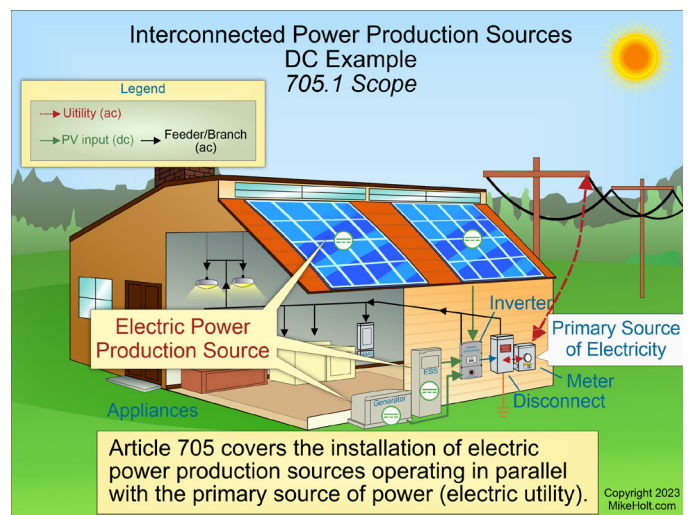 Interconnected Power Production Sources
DC Example
705.1 Scope
Legend
Uitility (ac)
PV input (dc)
Feeder/Branch
(ac)
Inverter
Electric Power
Production Source
Primary Source
of Electricity
ESS
Generator
Meter
Disconnect
Appliances
Article 705 covers the installation of electric
power production sources operating in parallel
with the primary source of power (electric utility).
Copyright 2023
MikeHolt.com